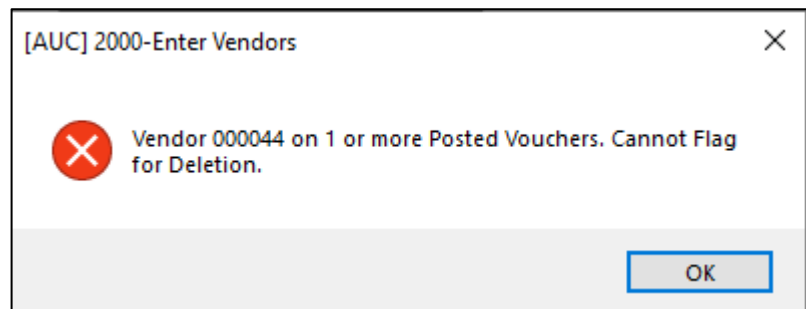 [AUC] 2000-Enter Vendors
Vendor 000044 on 1 or more Posted Vouchers. Cannot Flag
for Deletion.
OK